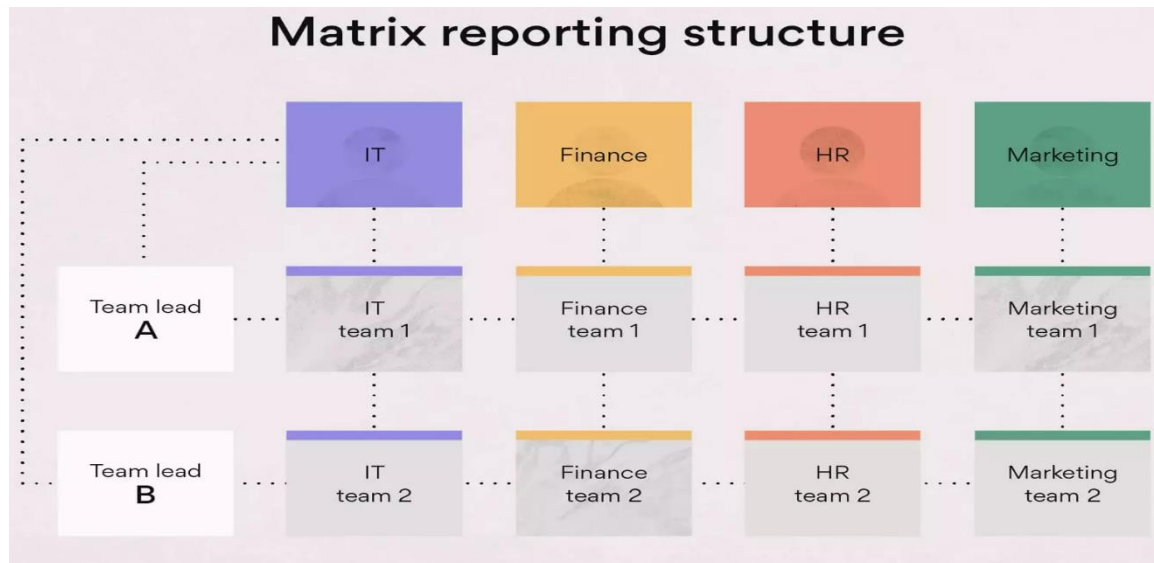 Matrix reporting structure
IT
Finance
HR
Marketing
Team lead
A
IT
team 1
Finance
team 1
HR
team 1
Marketing
team 1
Team lead
B
IT
team 2
Finance
team 2
HR
team 2
Marketing
team 2